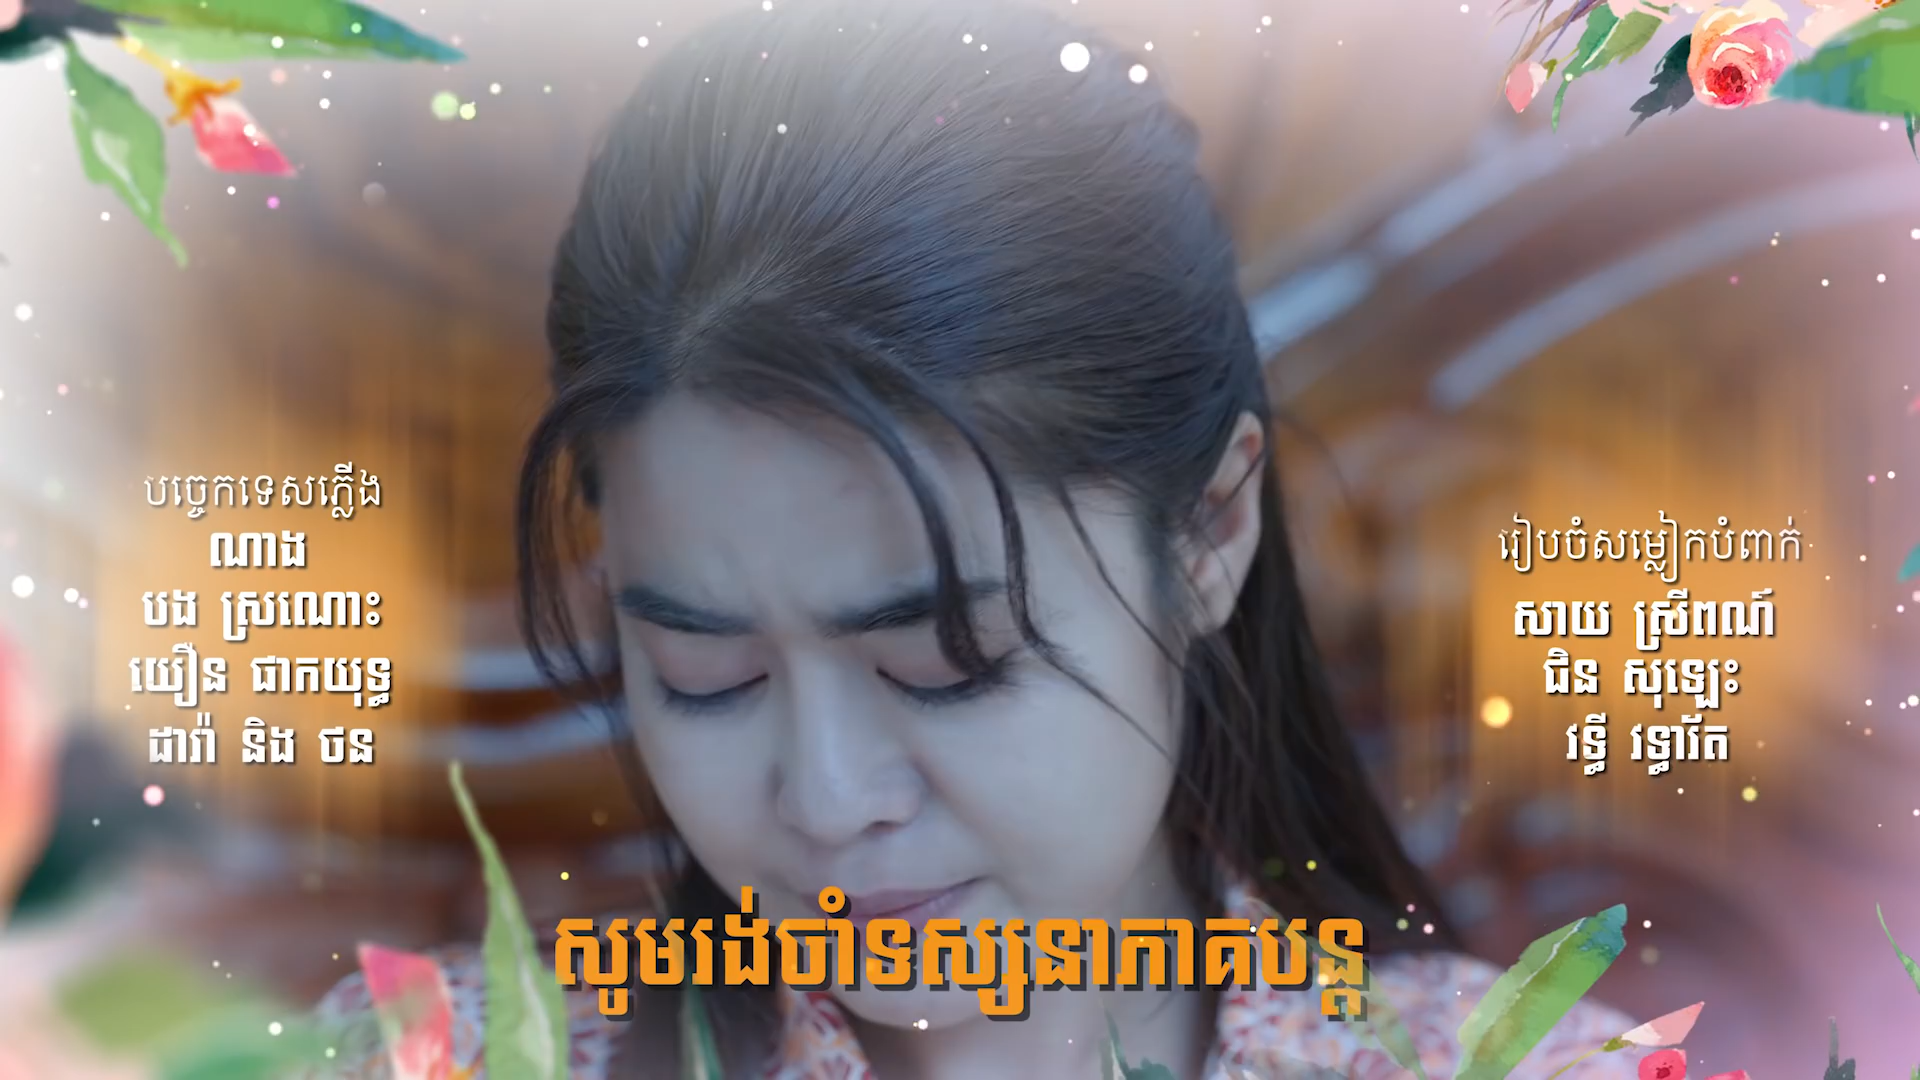 បច្ចេកទេសភ្លើង
ណាង
បង ស្រណោះ
យឿន ផាកយុទ្ធ
ដារ៉ា និង ថន
រៀបចំសម្លៀកបំពាក់
សាយ ស្រីពណ៌
ជិន សុឡេះ
រទ្ធី រទ្ធារ័ត
សូមរង់ចាំទស្សនាភាគបន្ត